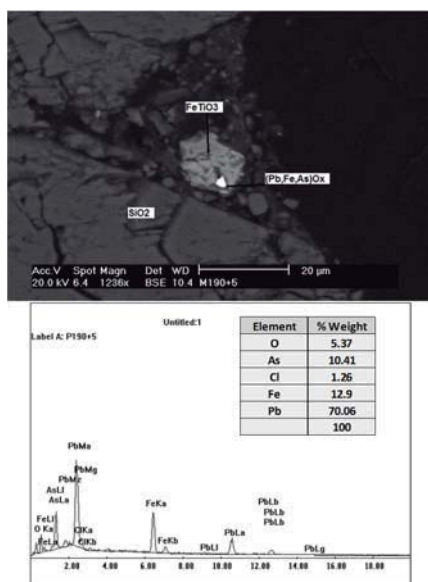 FeTiO3
(Pb,Fe,As)Ox
SiO2
Acc.V Spot Magn Det WD 20 µm
20.0 kV 6.4 1236x BSE 10.4 M190+5
Untitled:1
Label A: P190+5
Element % Weight
O 5.37
As 10.41
Cl 1.26
Fe 12.9
Pb 70.06
100
PbMa
PbMg
PbMz
AsLl
AsLa
FeLl
O Ka
FeLa
ClKa
ClKb
FeKa
FeKb
PbLl
PbLa
PbLb
PbLb
PbLb
PbLg
2.00 4.00 6.00 8.00 10.00 12.00 14.00 16.00 18.00